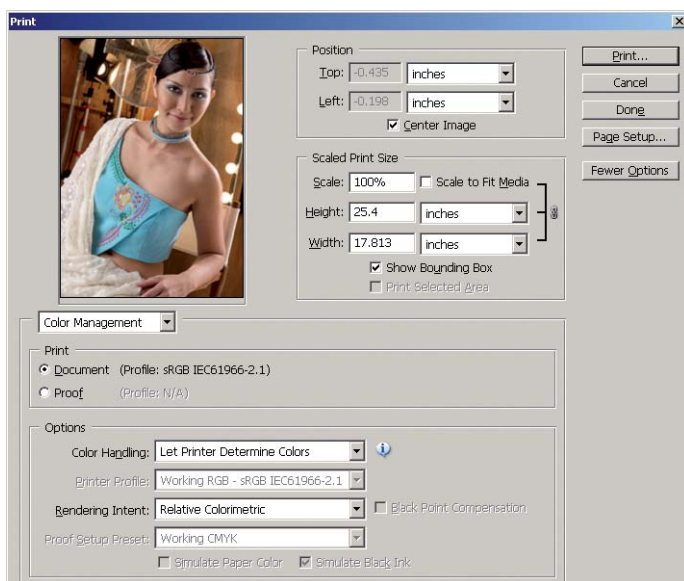 Print
Position
Top: -0.435 inches
Left: -0.198 inches
Center Image
Scaled Print Size
Scale: 100% Scale to Fit Media
Height: 25.4 inches
Width: 17.813 inches
Show Bounding Box
Print Selected Area
Print...
Cancel
Done
Page Setup...
Fewer Options
Color Management
Print
Document (Profile: sRGB IEC61966-2.1)
Proof (Profile: N/A)
Options
Color Handling: Let Printer Determine Colors
Printer Profile: Working RGB - sRGB IEC61966-2.1
Rendering Intent: Relative Colorimetric Black Point Compensation
Proof Setup Preset: Working CMYK
Simulate Paper Color Simulate Black Ink